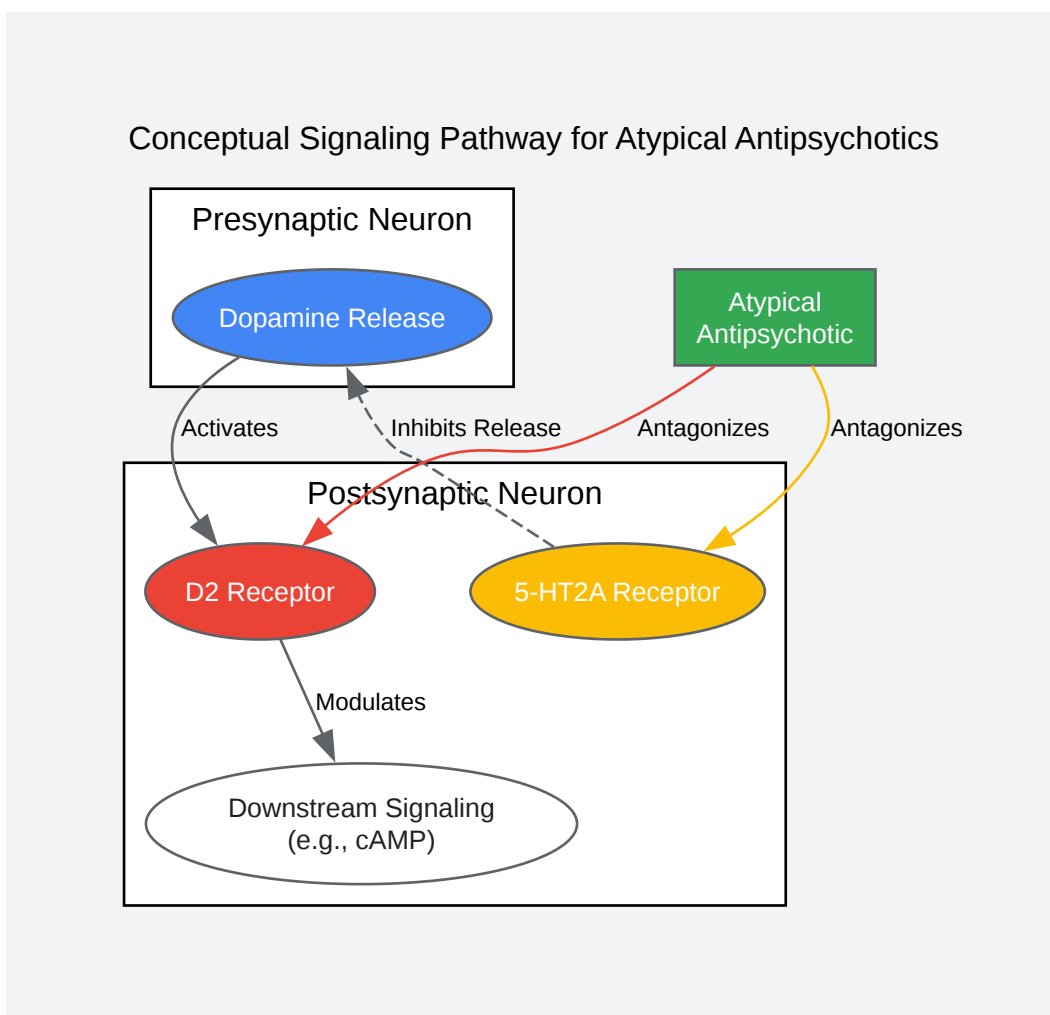 Conceptual Signaling Pathway for Atypical Antipsychotics
Presynaptic Neuron
Dopamine Release
Atypical
Antipsychotic
Activates
Inhibits Release
Antagonizes
Antagonizes
Postsynaptic Neuron
D2 Receptor
5-HT2A Receptor
Modulates
Downstream Signaling
(e.g., cAMP)